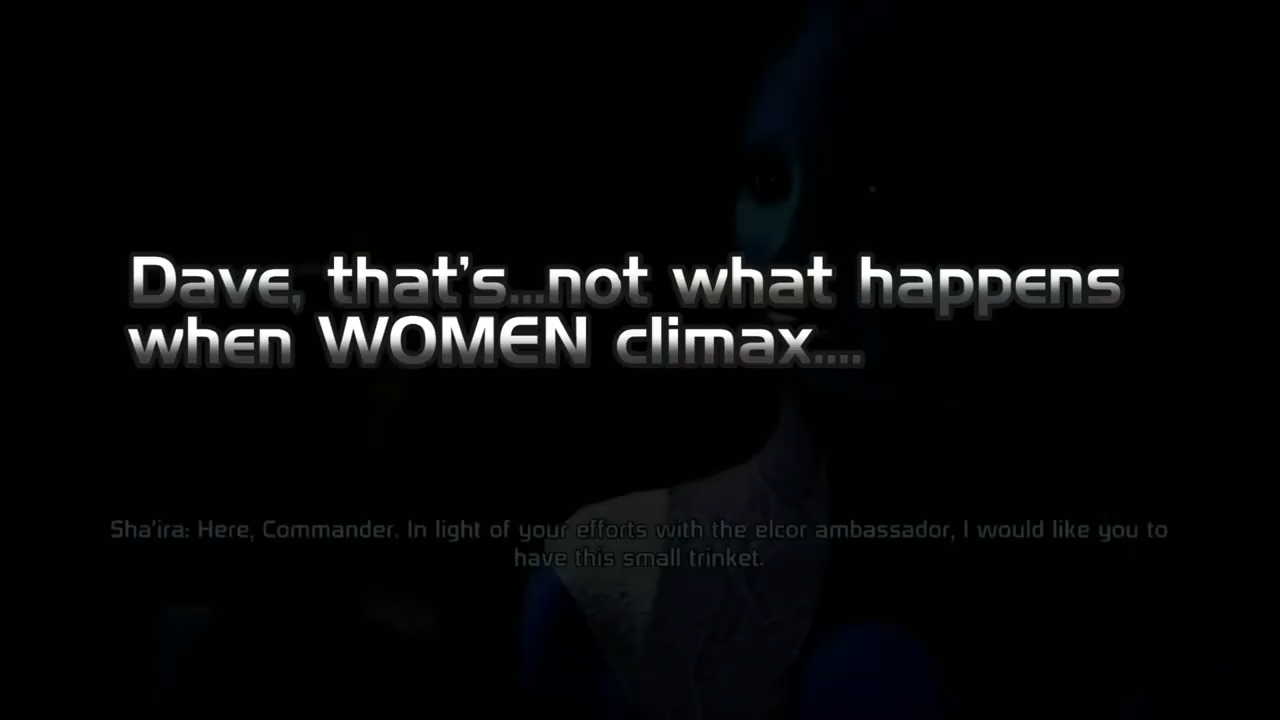 Dave, that's...not what happens
when WOMEN climax....
Sha'ira: Here, Commander. In light of your efforts with the elcor ambassador, I would like you to
have this small trinket.